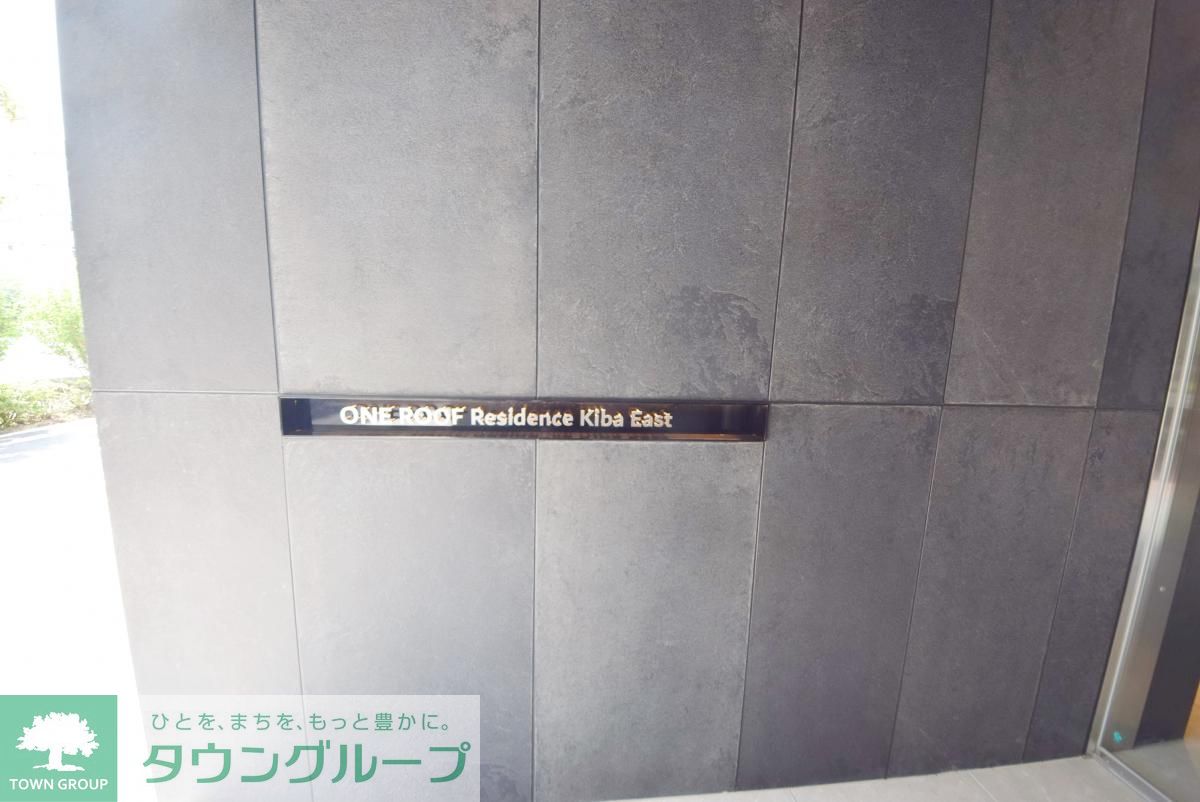 ONE ROOF Residence Kiba East
ひとを、まちを、もっと豊かに。
タウングループ
TOWN GROUP